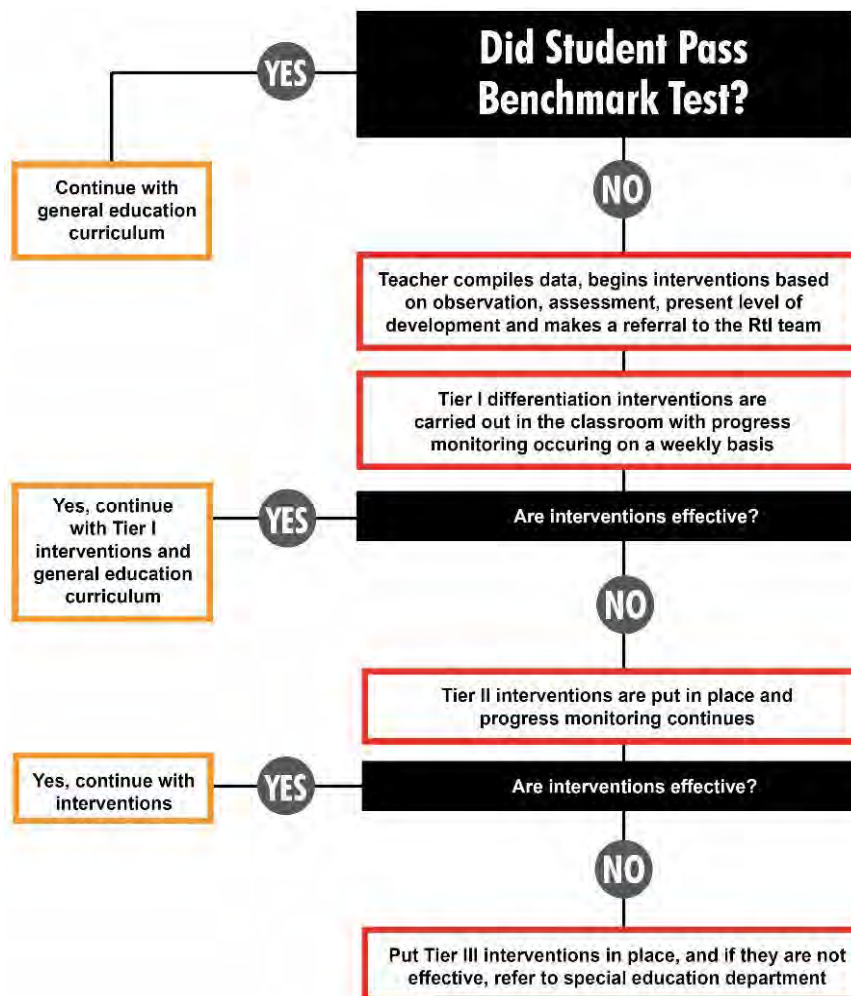 Did Student Pass
Benchmark Test?
YES
Continue with
general education
curriculum
NO
Teacher compiles data, begins interventions based
on observation, assessment, present level of
development and makes a referral to the RtI team
Tier I differentiation interventions are
carried out in the classroom with progress
monitoring occuring on a weekly basis
Are interventions effective?
YES
Yes, continue
with Tier I
interventions and
general education
curriculum
NO
Tier II interventions are put in place and
progress monitoring continues
Are interventions effective?
YES
Yes, continue with
interventions
NO
Put Tier III interventions in place, and if they are not
effective, refer to special education department